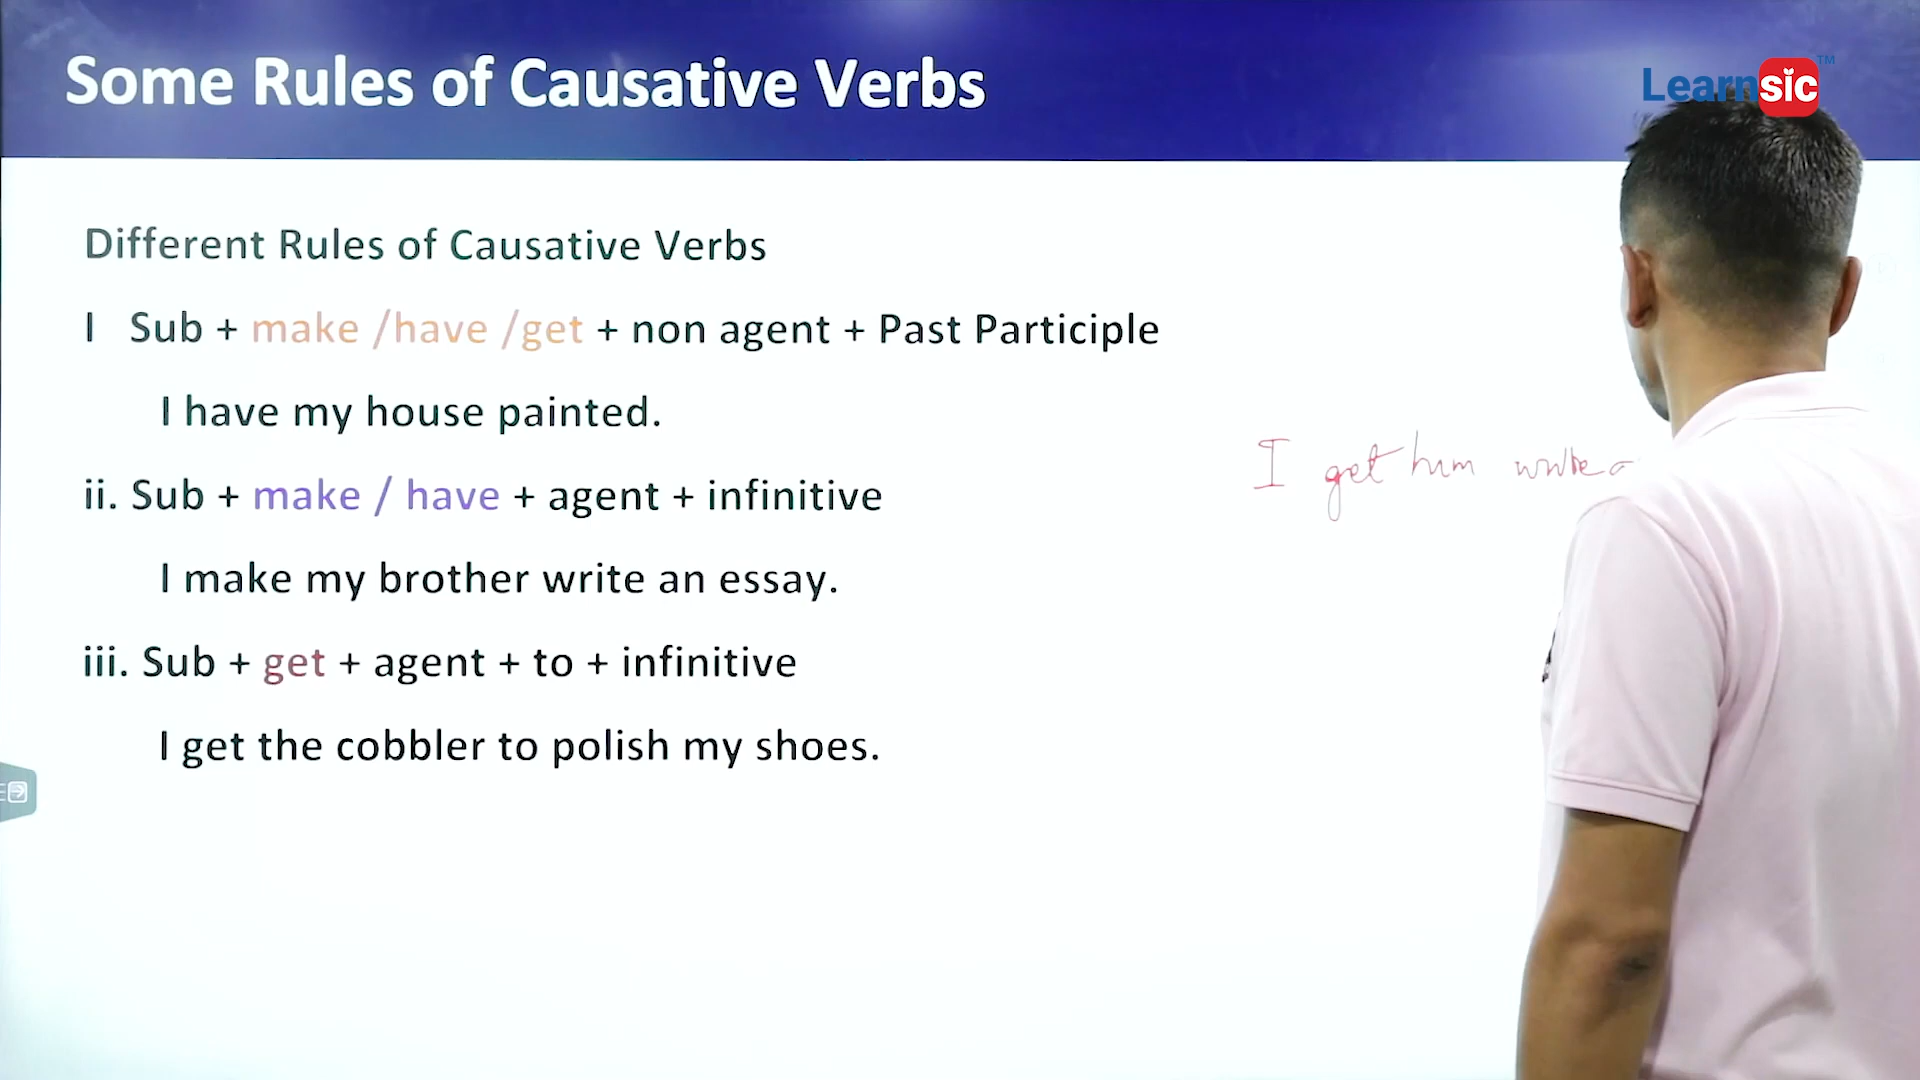 Some Rules of Causative Verbs
Learnsic™
Different Rules of Causative Verbs
I Sub + make /have /get + non agent + Past Participle
I have my house painted.
ii. Sub + make / have + agent + infinitive
I make my brother write an essay.
iii. Sub + get + agent + to + infinitive
I get the cobbler to polish my shoes.
I get him write a